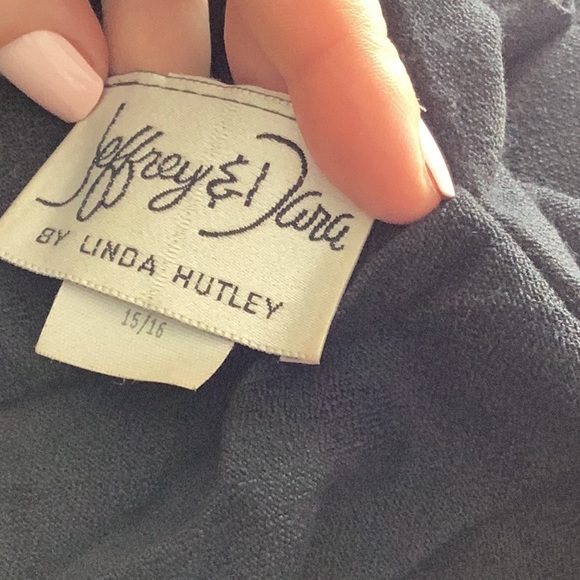 Jeffrey & Dara
BY LINDA HUTLEY
15/16